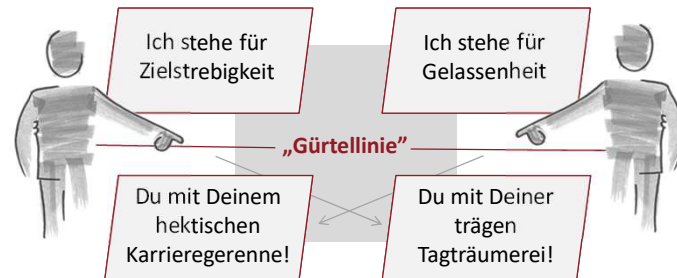 Ich stehe für
Zielstrebigkeit
Ich stehe für
Gelassenheit
„Gürtellinie”
Du mit Deinem
hektischen
Karrieregerenne!
Du mit Deiner
trägen
Tagträumerei!